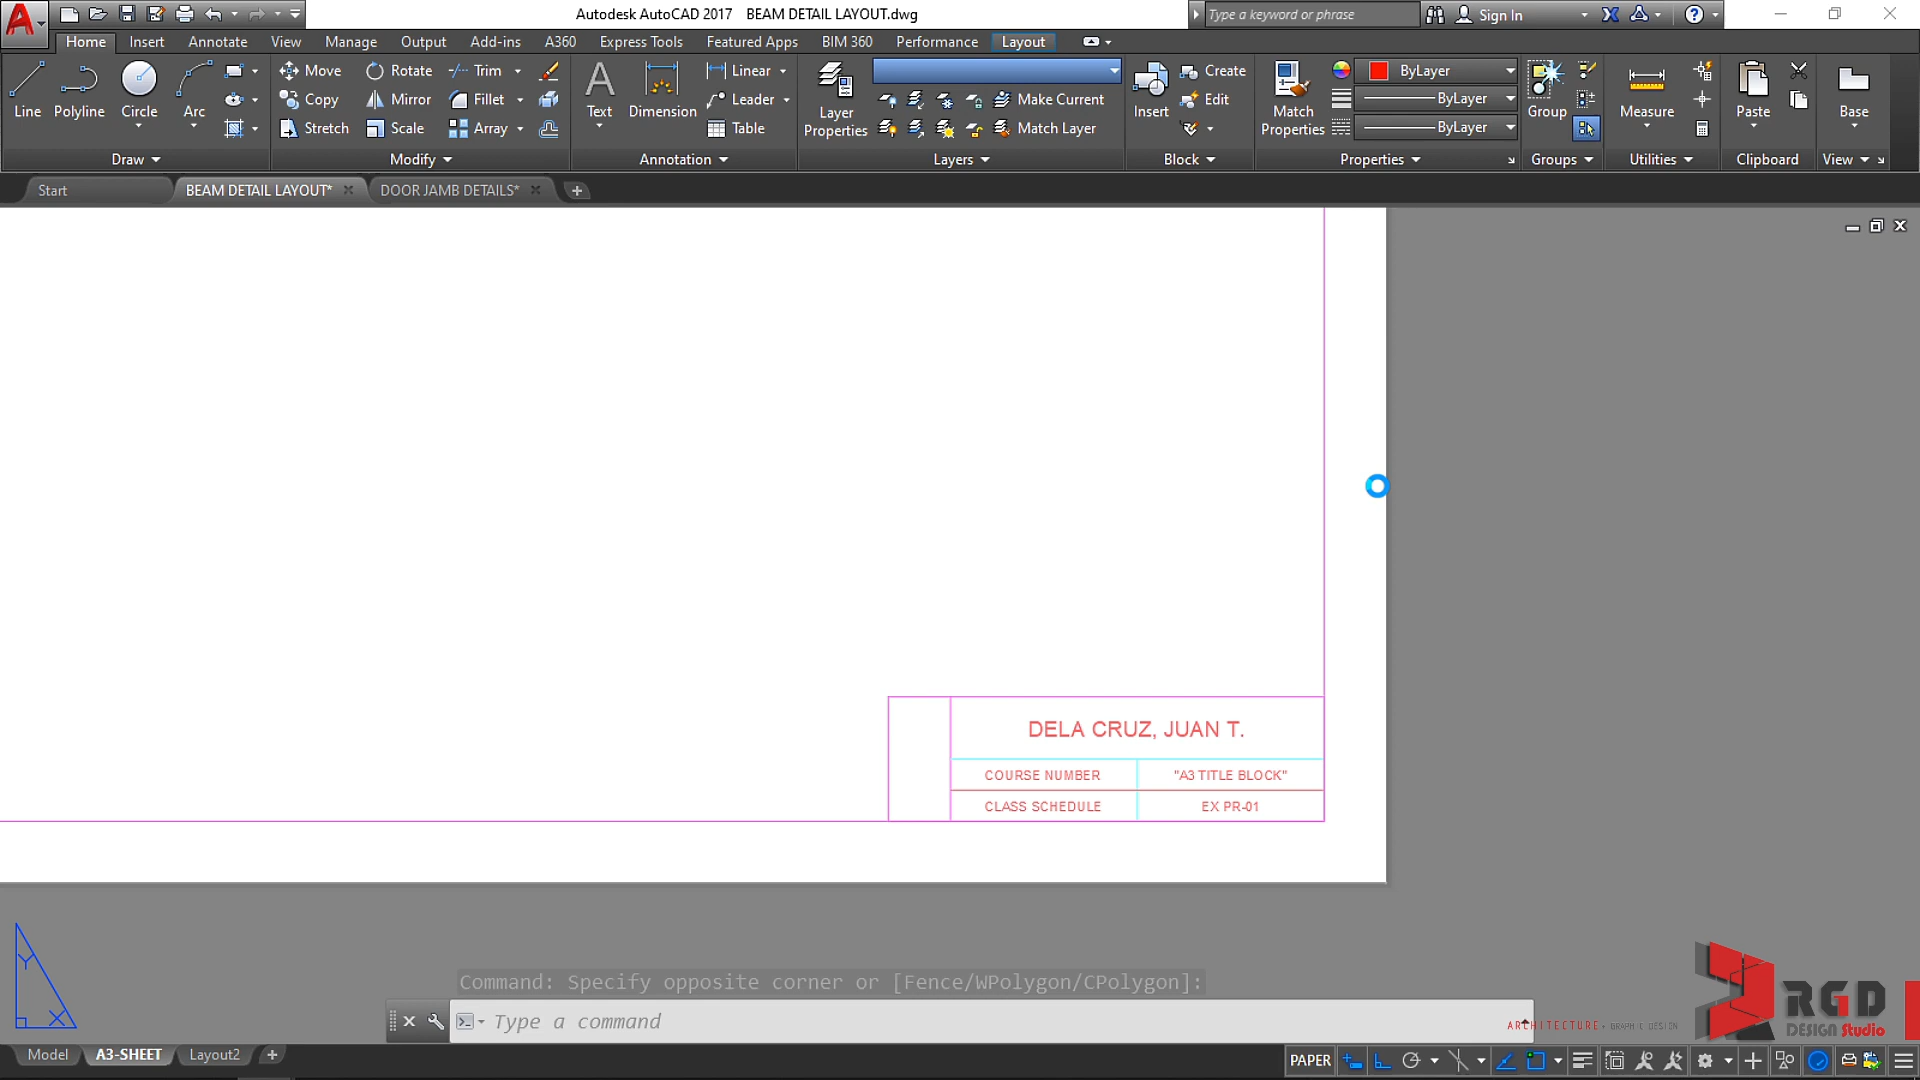 Autodesk AutoCAD 2017 BEAM DETAIL LAYOUT.dwg
Type a keyword or phrase
Sign In
Home Insert Annotate View Manage Output Add-ins A360 Express Tools Featured Apps BIM 360 Performance Layout
Line Polyline Circle Arc
Move Rotate Trim
Copy Mirror Fillet
Stretch Scale Array
Text Dimension
Linear
Leader
Table
Layer Properties
Make Current
Match Layer
Insert
Create
Edit
Match Properties
ByLayer
ByLayer
ByLayer
Group
Measure
Paste
Base
Draw Modify Annotation Layers Block Properties Groups Utilities Clipboard View
Start BEAM DETAIL LAYOUT* DOOR JAMB DETAILS*
DELA CRUZ, JUAN T.
COURSE NUMBER "A3 TITLE BLOCK"
CLASS SCHEDULE EX PR-01
Y
X
Command: Specify opposite corner or [Fence/WPolygon/CPolygon]:
Type a command
ARCHITECTURE • GRAPHIC DESIGN
RGD
DESIGN Studio
Model A3-SHEET Layout2
PAPER